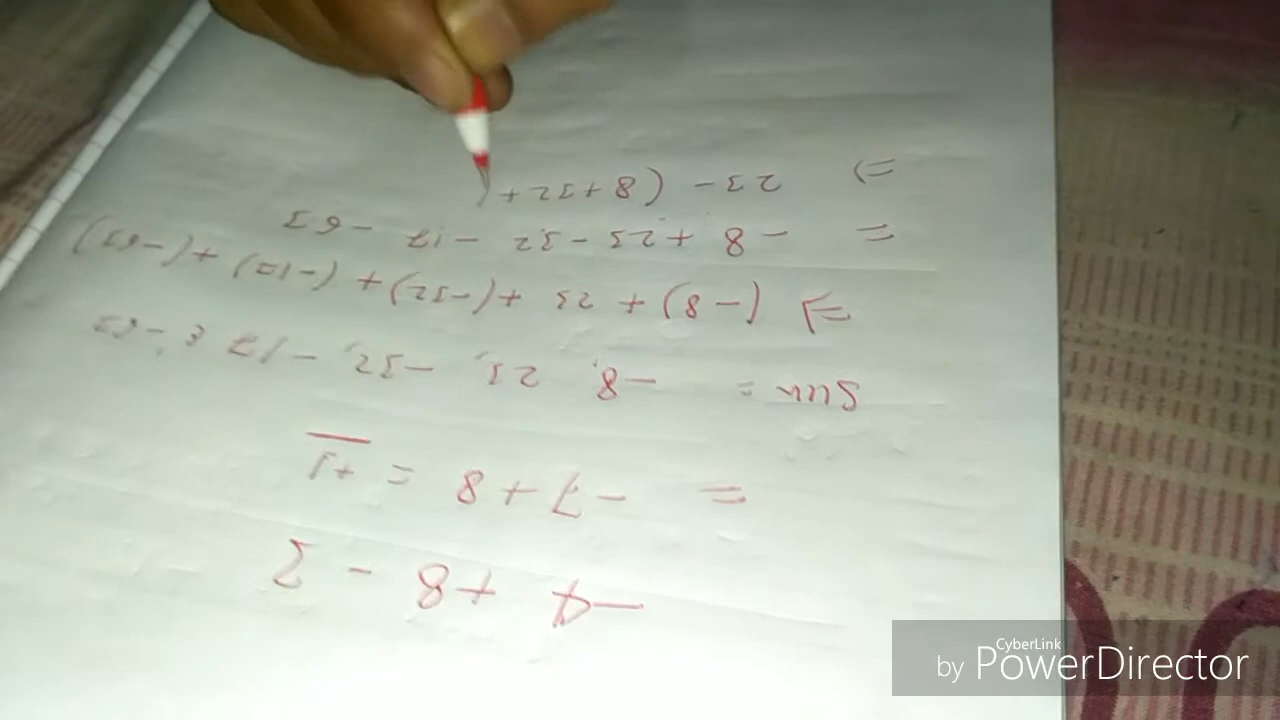 -4 +8 - 3
= -7+8 = +1
Sum = -8, 23, -32, -17 & -63
⇒ (-8) + 23 + (-32) + (-17) + (-63)
= -8 + 23 - 32 - 17 - 63
⇒ 23 - (8+32+
CyberLink
by PowerDirector